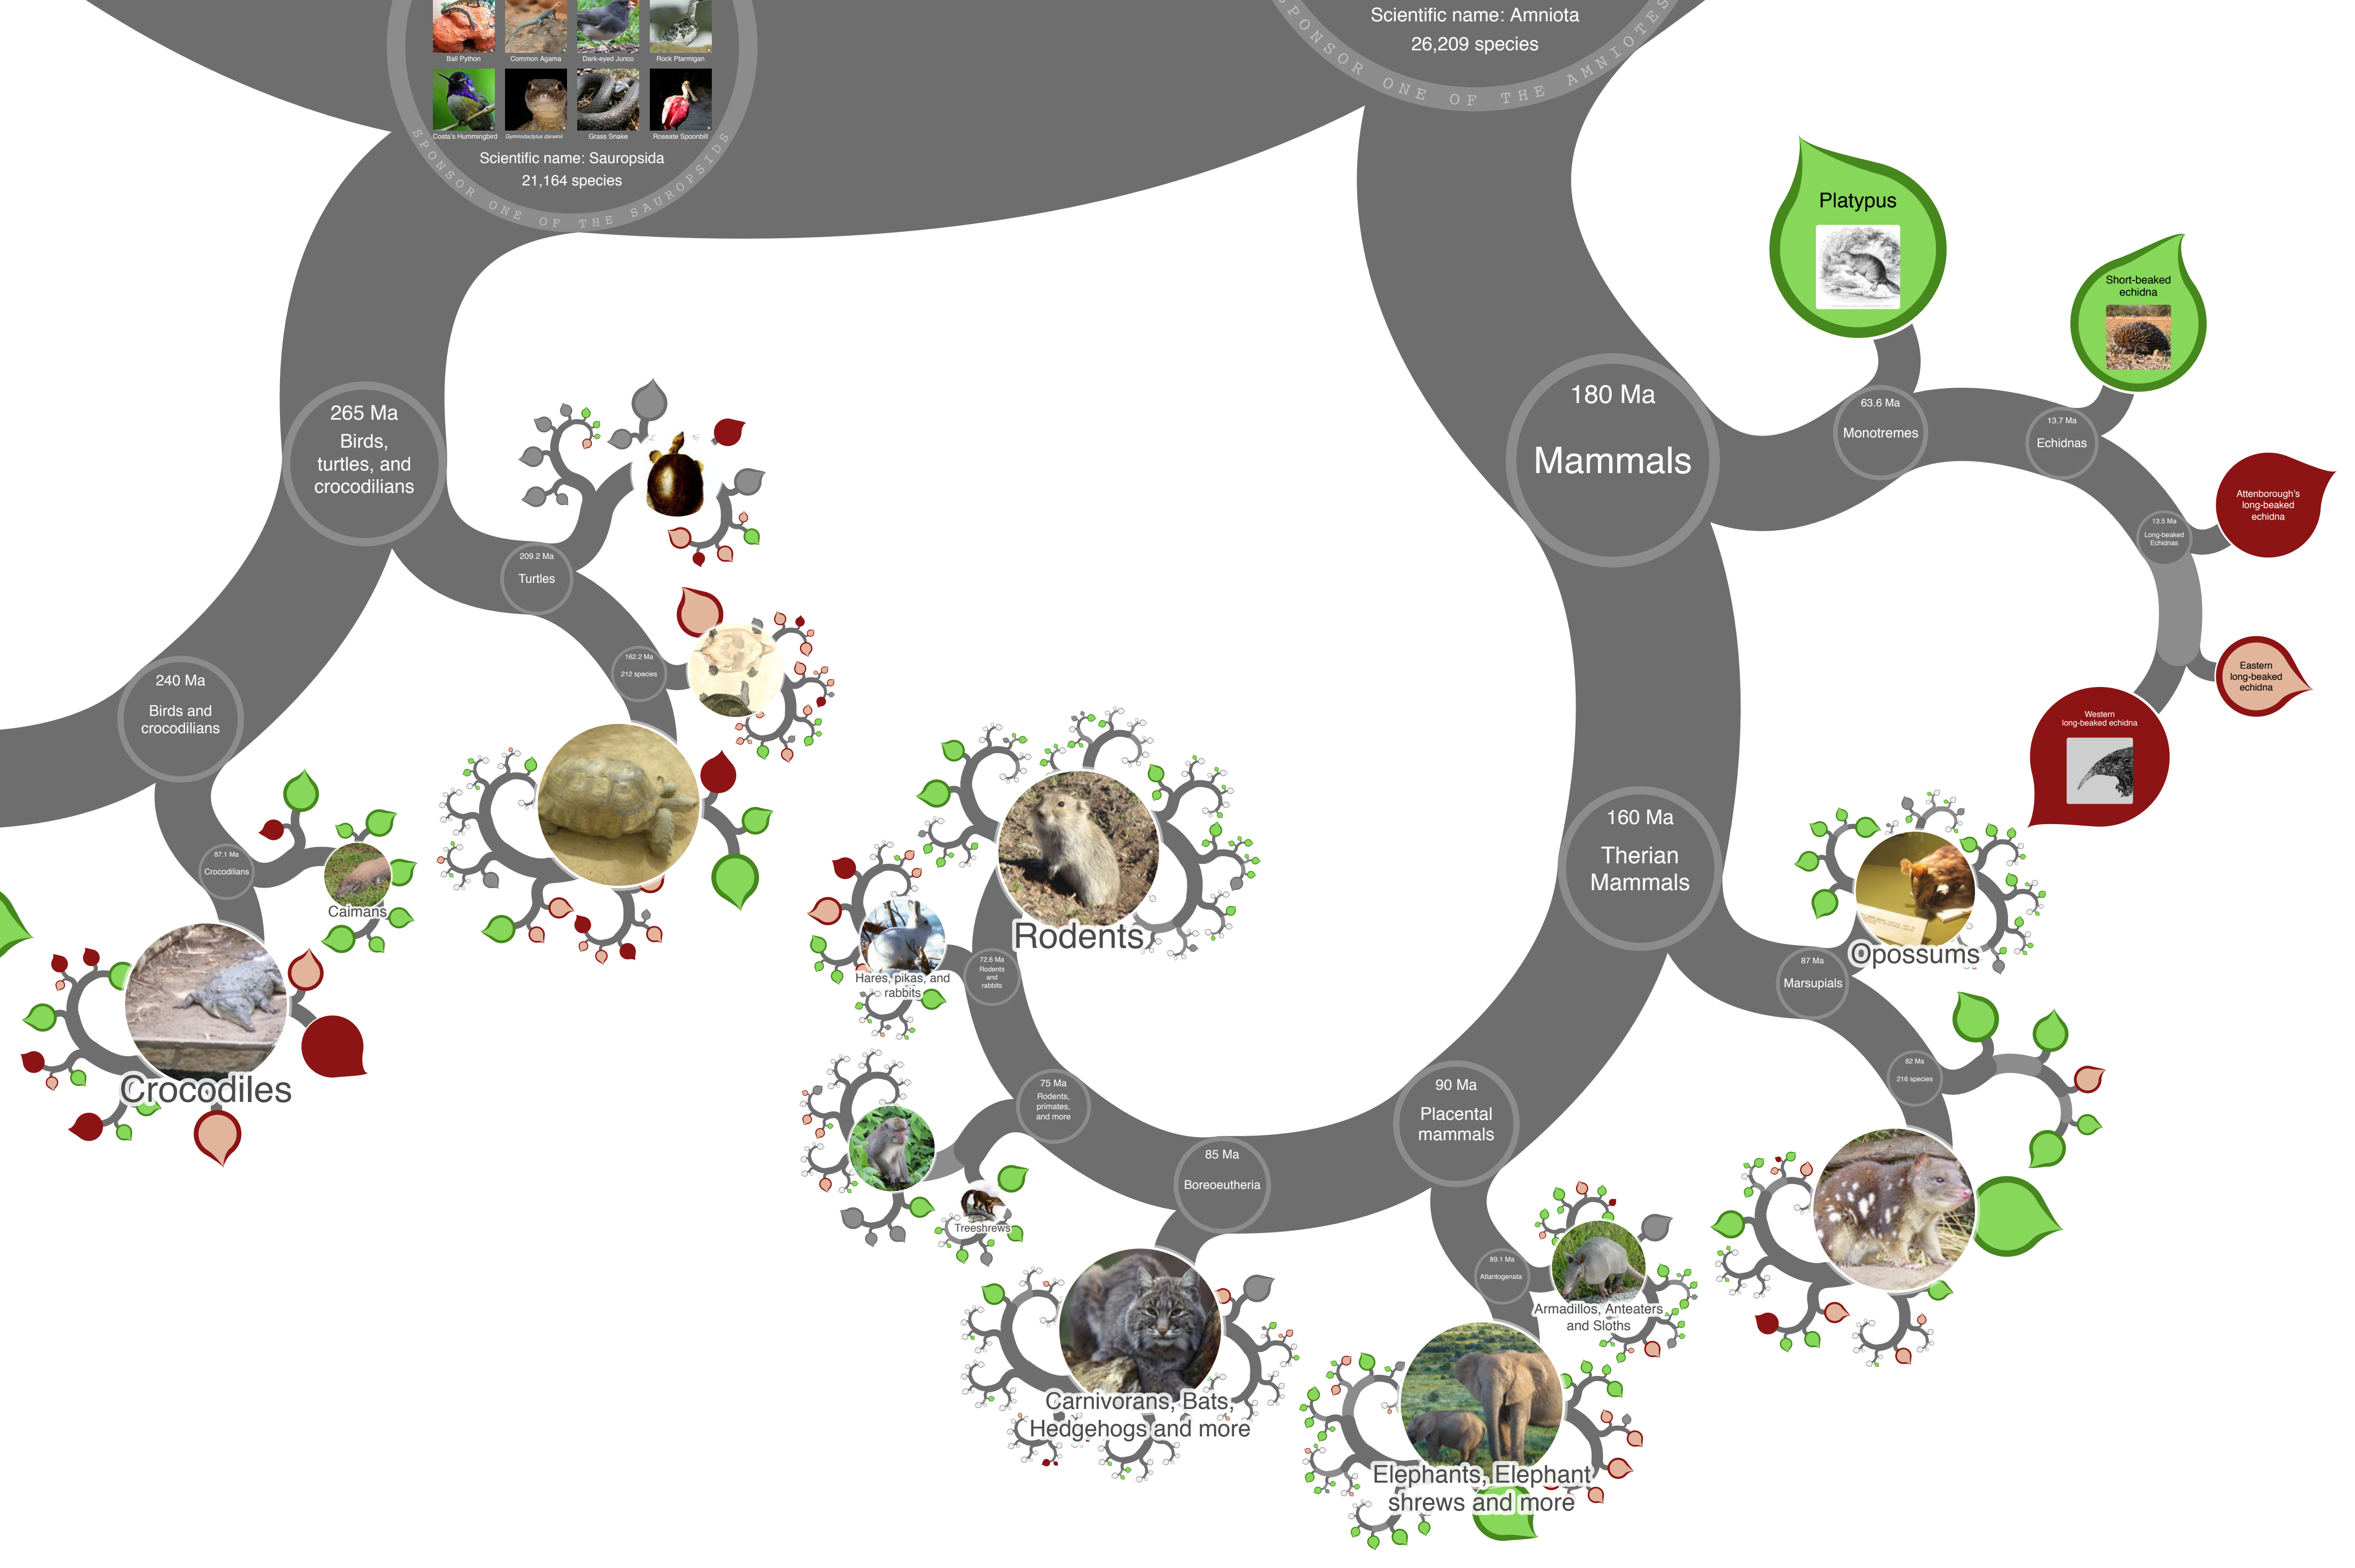 Ball Python
Common Agama
Dark-eyed Junco
Rock Ptarmigan
Costa's Hummingbird
Gymnodactylus darwinii
Grass Snake
Roseate Spoonbill
Scientific name: Sauropsida
21,164 species
SPONSOR ONE OF THE SAUROPSIDS
Scientific name: Amniota
26,209 species
SPONSOR ONE OF THE AMNIOTES
265 Ma
Birds,
turtles, and
crocodilians
209.2 Ma
Turtles
162.2 Ma
212 species
240 Ma
Birds and
crocodilians
87.1 Ma
Crocodilians
Caimans
Crocodiles
180 Ma
Mammals
63.6 Ma
Monotremes
Platypus
13.7 Ma
Echidnas
Short-beaked
echidna
13.5 Ma
Long-beaked
Echidnas
Attenborough's
long-beaked
echidna
Eastern
long-beaked
echidna
Western
long-beaked echidna
160 Ma
Therian
Mammals
87 Ma
Marsupials
Opossums
82 Ma
216 species
90 Ma
Placental
mammals
89.1 Ma
Atlantogenata
Armadillos, Anteaters
and Sloths
Elephants, Elephant
shrews and more
85 Ma
Boreoeutheria
Carnivorans, Bats,
Hedgehogs and more
75 Ma
Rodents,
primates,
and more
Treeshrews
72.6 Ma
Rodents
and
rabbits
Hares, pikas, and
rabbits
Rodents